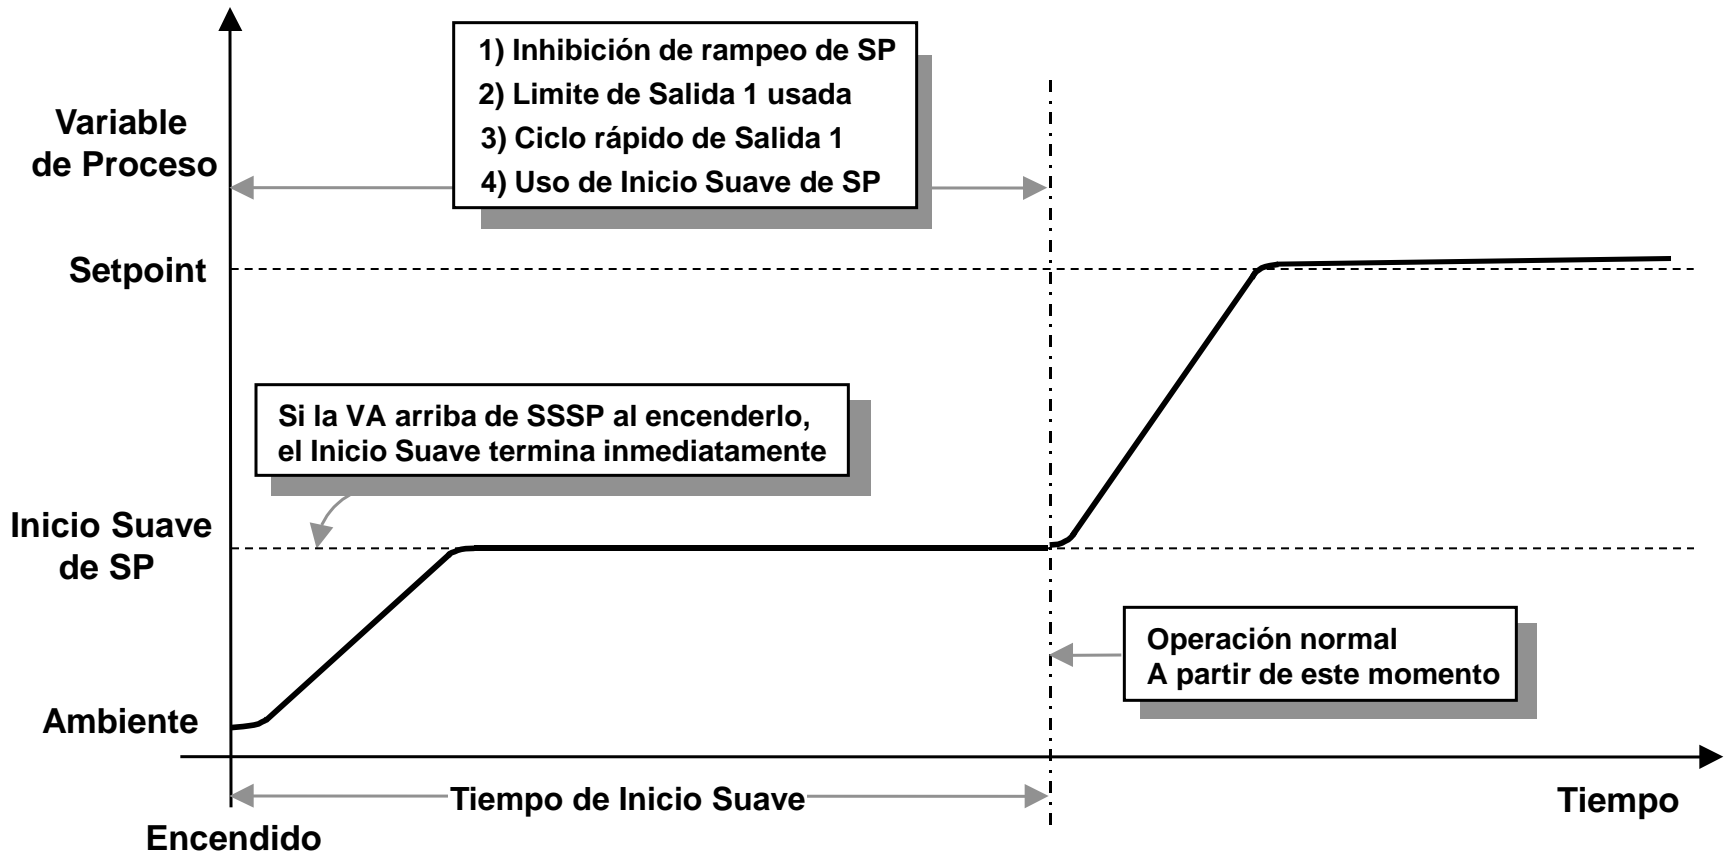 1) Inhibición de rampeo de SP
2) Limite de Salida 1 usada
3) Ciclo rápido de Salida 1
4) Uso de Inicio Suave de SP
Variable
de Proceso
Setpoint
Si la VA arriba de SSSP al encenderlo,
el Inicio Suave termina inmediatamente
Inicio Suave
de SP
Operación normal
A partir de este momento
Ambiente
Tiempo de Inicio Suave
Tiempo
Encendido